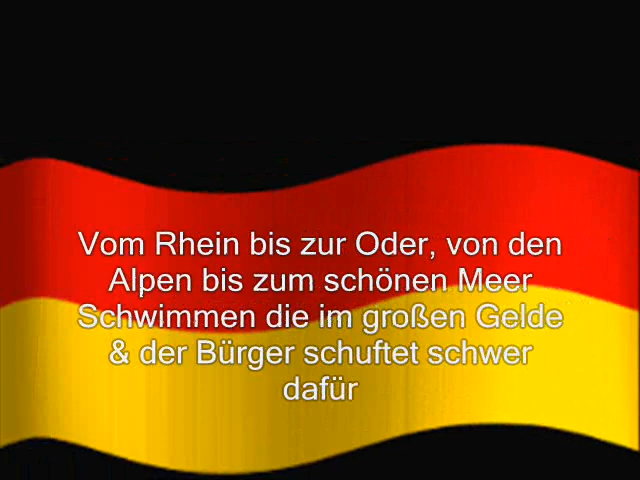 Vom Rhein bis zur Oder, von den
Alpen bis zum schönen Meer
Schwimmen die im großen Gelde
& der Bürger schuftet schwer
dafür